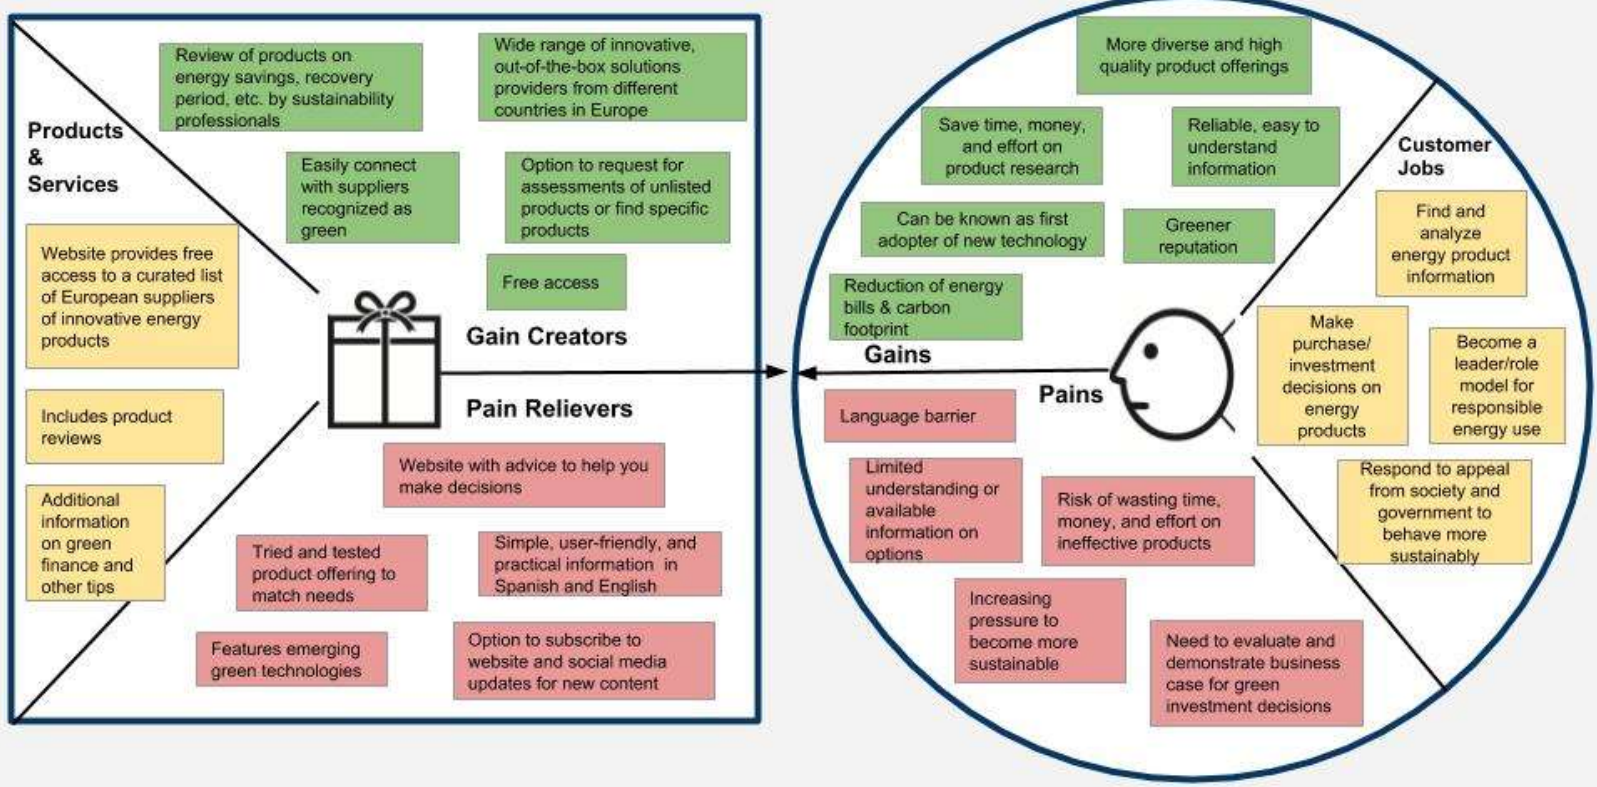 Products
&
Services
Website provides free
access to a curated list
of European suppliers
of innovative energy
products
Includes product
reviews
Additional
information
on green
finance and
other tips
Review of products on
energy savings, recovery
period, etc. by sustainability
professionals
Wide range of innovative,
out-of-the-box solutions
providers from different
countries in Europe
Easily connect
with suppliers
recognized as
green
Option to request for
assessments of unlisted
products or find specific
products
Free access
Gain Creators
Pain Relievers
Website with advice to help you
make decisions
Tried and tested
product offering to
match needs
Simple, user-friendly, and
practical information in
Spanish and English
Features emerging
green technologies
Option to subscribe to
website and social media
updates for new content
More diverse and high
quality product offerings
Save time, money,
and effort on
product research
Reliable, easy to
understand
information
Can be known as first
adopter of new technology
Greener
reputation
Reduction of energy
bills & carbon
footprint
Gains
Pains
Language barrier
Limited
understanding or
available
information on
options
Risk of wasting time,
money, and effort on
ineffective products
Increasing
pressure to
become more
sustainable
Need to evaluate and
demonstrate business
case for green
investment decisions
Customer
Jobs
Find and
analyze
energy product
information
Make
purchase/
investment
decisions on
energy
products
Become a
leader/role
model for
responsible
energy use
Respond to appeal
from society and
government to
behave more
sustainably